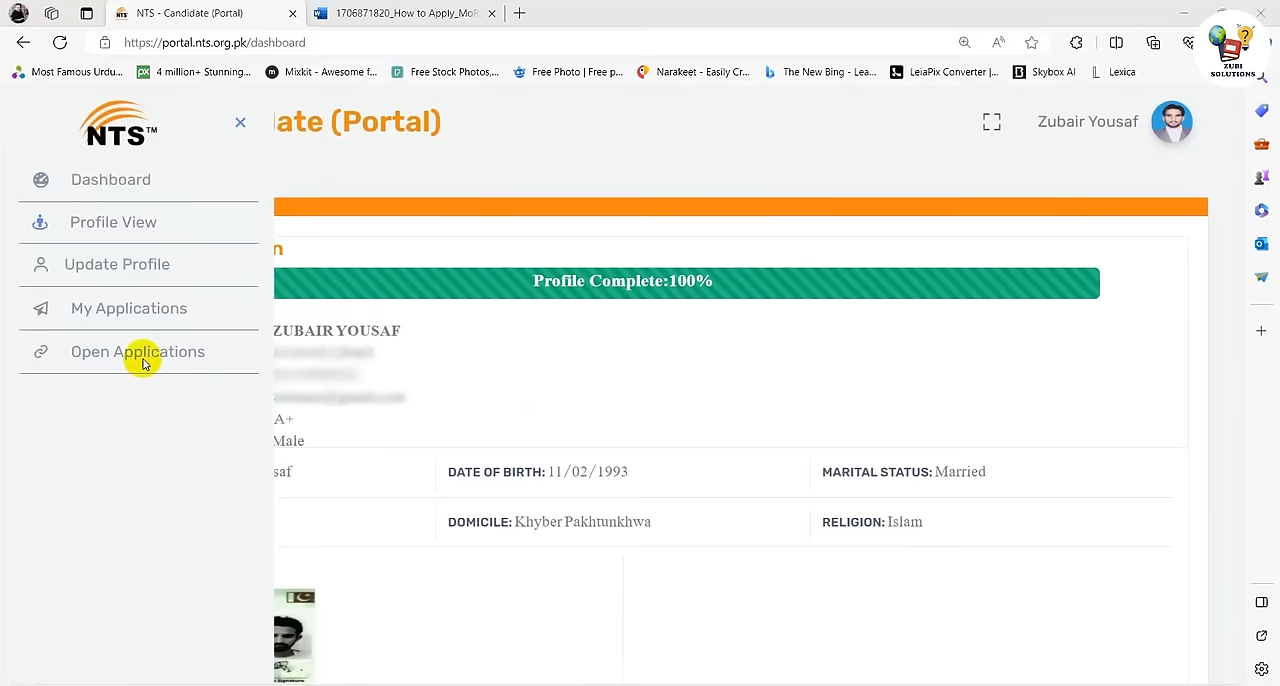 NTS - Candidate (Portal)
1706871820_How to Apply_MoR
https://portal.nts.org.pk/dashboard
Most Famous Urdu...
4 million+ Stunning...
Mixkit - Awesome f...
Free Stock Photos,...
Free Photo | Free p...
Narakeet - Easily Cr...
The New Bing - Lea...
LeiaPix Converter |...
Skybox AI
Lexica
ZUBI
SOLUTIONS
NTS™
ate (Portal)
Zubair Yousaf
Dashboard
Profile View
Update Profile
My Applications
Open Applications
n
Profile Complete:100%
ZUBAIR YOUSAF
A+
Male
saf
DATE OF BIRTH: 11/02/1993
MARITAL STATUS: Married
DOMICILE: Khyber Pakhtunkhwa
RELIGION: Islam